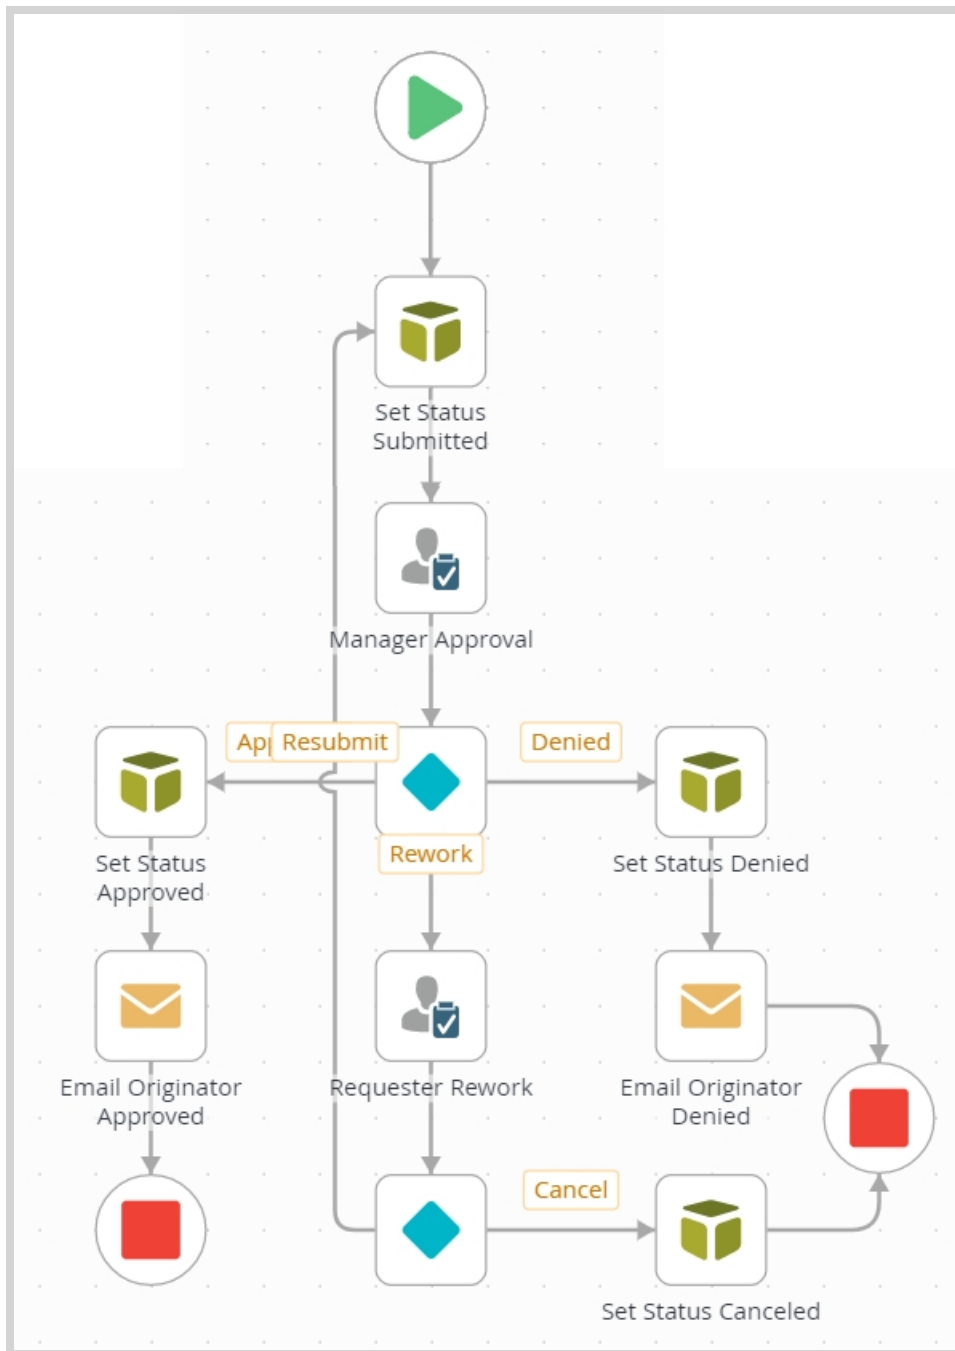 Set Status
Submitted
Manager Approval
Resubmit
Denied
Rework
Set Status
Approved
Set Status Denied
Email Originator
Approved
Requester Rework
Email Originator
Denied
Cancel
Set Status Canceled